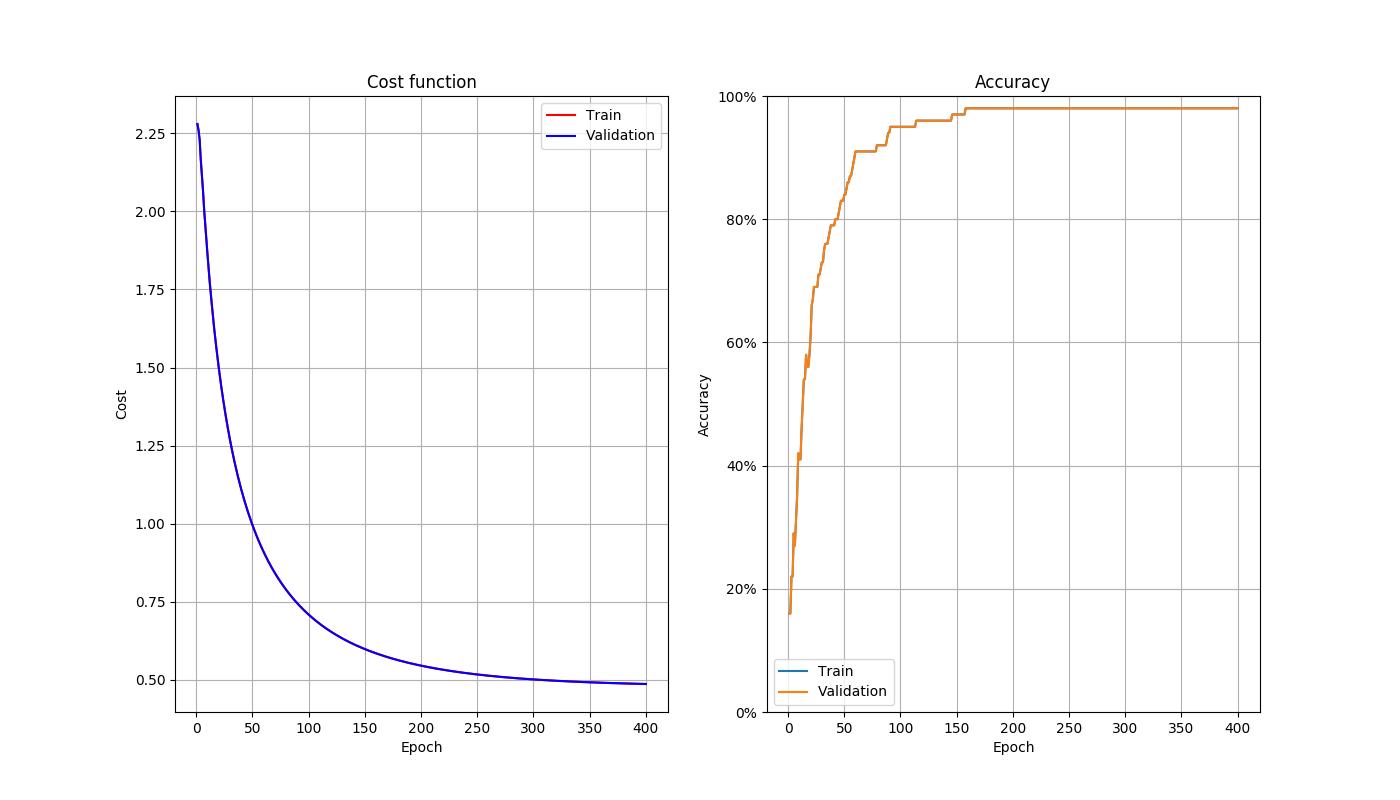 Cost function
Train
Validation
2.25
2.00
1.75
1.50
1.25
1.00
0.75
0.50
Cost
0 50 100 150 200 250 300 350 400
Epoch
Accuracy
100%
80%
60%
40%
20%
0%
Accuracy
Train
Validation
0 50 100 150 200 250 300 350 400
Epoch